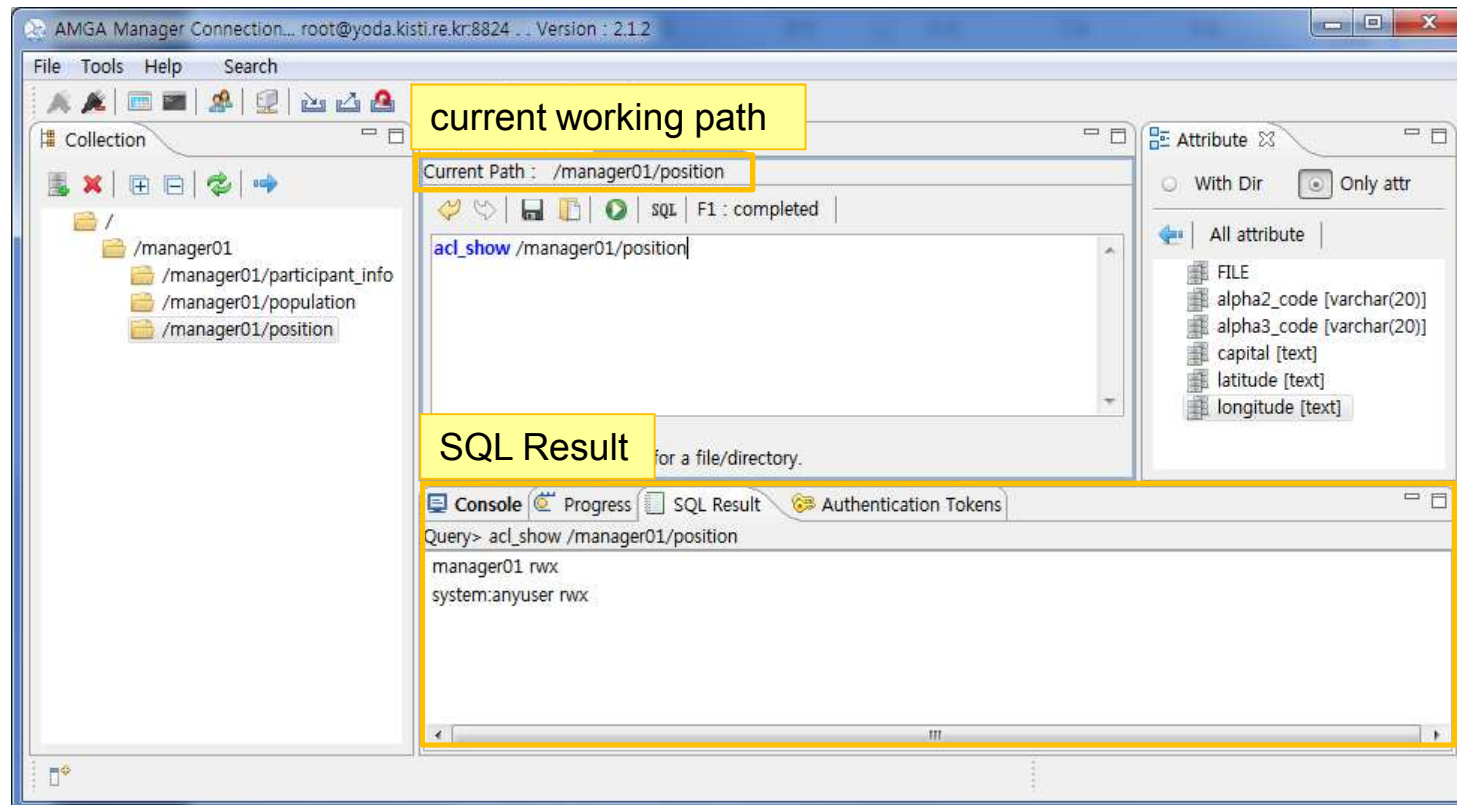 AMGA Manager Connection... root@yoda.kisti.re.kr:8824 . . Version : 2.1.2
File Tools Help Search
current working path
Collection
Attribute
Current Path : /manager01/position
With Dir Only attr
SQL F1 : completed
All attribute
/
/manager01
/manager01/participant_info
/manager01/population
/manager01/position
acl_show /manager01/position
FILE
alpha2_code [varchar(20)]
alpha3_code [varchar(20)]
capital [text]
latitude [text]
longitude [text]
SQL Result
for a file/directory.
Console Progress SQL Result Authentication Tokens
Query> acl_show /manager01/position
manager01 rwx
system:anyuser rwx